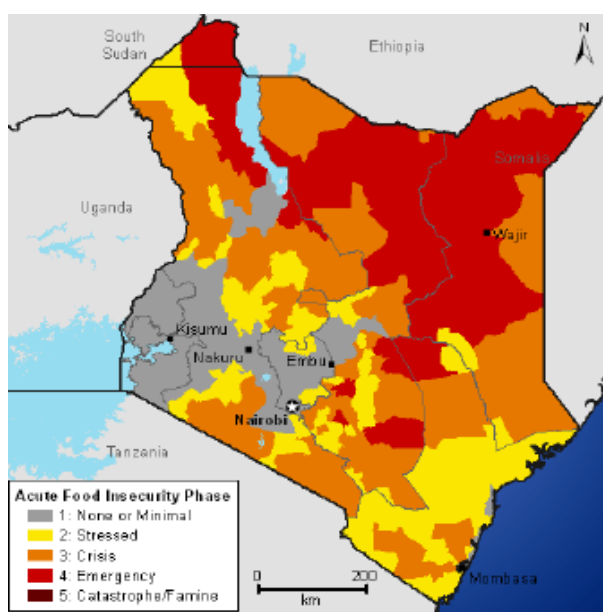 South
Sudan
Ethiopia
N
Somalia
Uganda
Wajir
Kisumu
Nakuru
Embu
Nairobi
Tanzania
Acute Food Insecurity Phase
1: None or Minimal
2: Stressed
3: Crisis
4: Emergency
5: Catastrophe/Famine
0 200
km
Mombasa